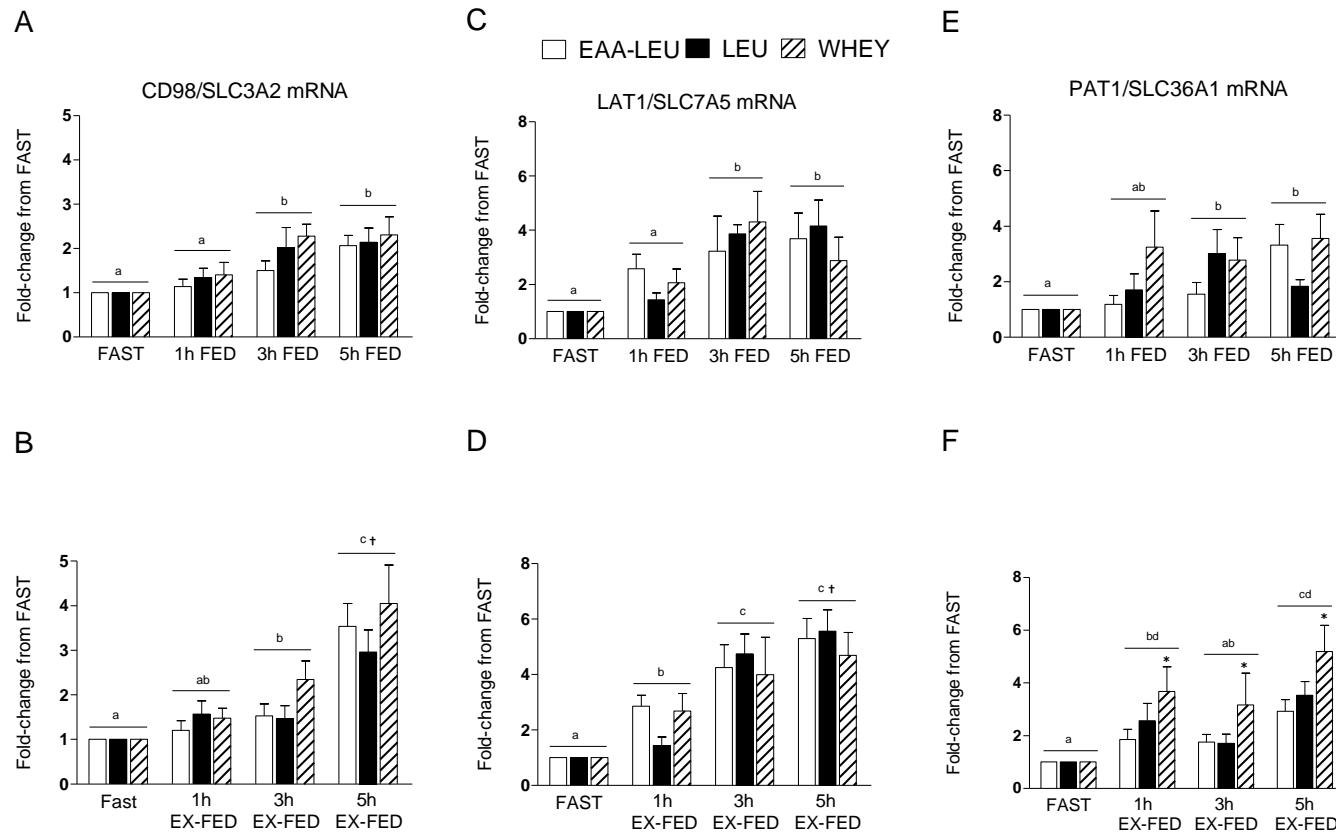 A
C
E
EAA-LEU LEU WHEY
CD98/SLC3A2 mRNA
LAT1/SLC7A5 mRNA
PAT1/SLC36A1 mRNA
Fold-change from FAST
5
4
3
2
1
0
a
a
b
b
FAST 1h FED 3h FED 5h FED
Fold-change from FAST
8
6
4
2
0
a
a
b
b
FAST 1h FED 3h FED 5h FED
Fold-change from FAST
8
6
4
2
0
a
ab
b
b
FAST 1h FED 3h FED 5h FED
B
D
F
Fold-change from FAST
5
4
3
2
1
0
a
ab
b
c †
Fast 1h 3h 5h
EX-FED EX-FED EX-FED
Fold-change from FAST
8
6
4
2
0
a
b
c
c †
FAST 1h 3h 5h
EX-FED EX-FED EX-FED
Fold-change from FAST
8
6
4
2
0
a
bd
*
ab
*
cd
*
FAST 1h 3h 5h
EX-FED EX-FED EX-FED